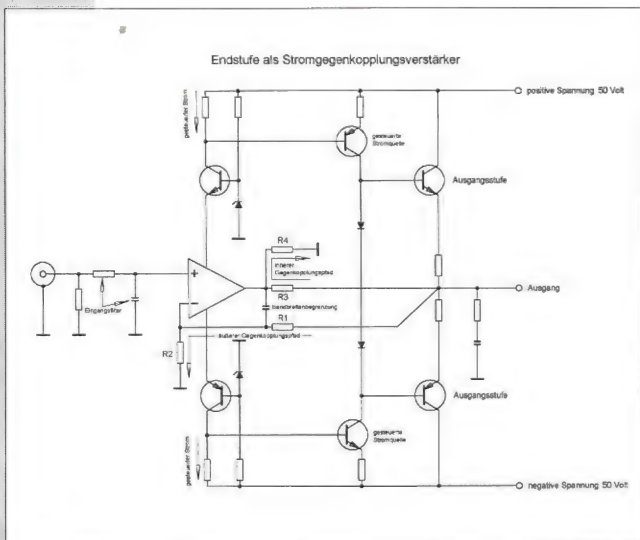 Endstufe als Stromgegenkopplungsverstärker
positive Spannung 50 Volt
gesteuerter Strom
gesteuerte
Stromquelle
Ausgangsstufe
R4
innerer
Gegenkopplungspfad
R3
Bandbreitenbegrenzung
R1
Ausgang
Eingangsfilter
+
−
R2
äußerer Gegenkopplungspfad
Ausgangsstufe
gesteuerte
Stromquelle
gesteuerter Strom
negative Spannung 50 Volt